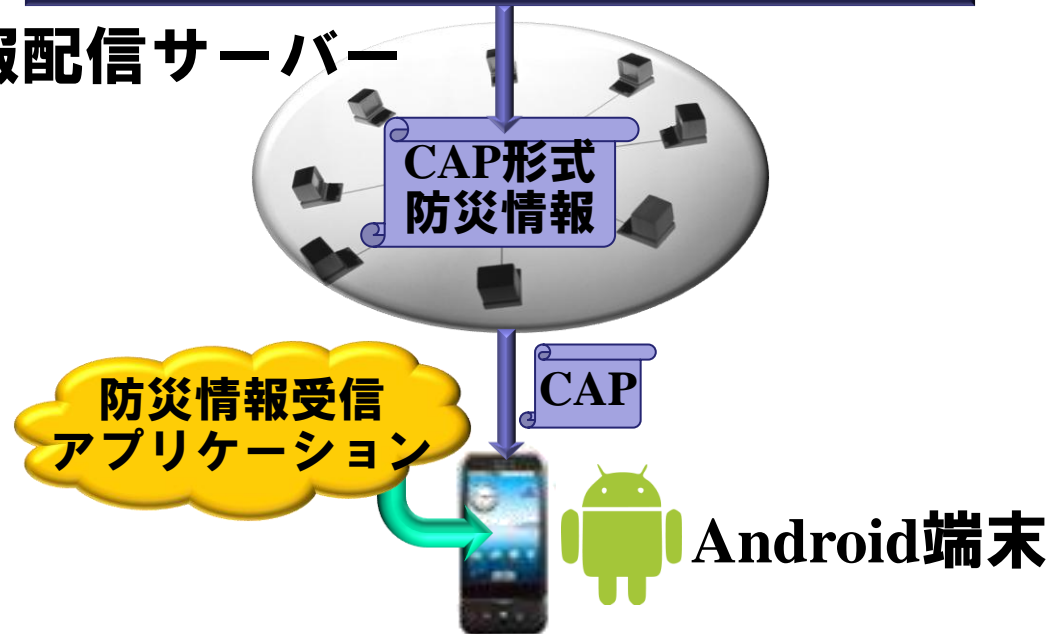 報配信サーバー
CAP形式
防災情報
CAP
防災情報受信
アプリケーション
Android端末